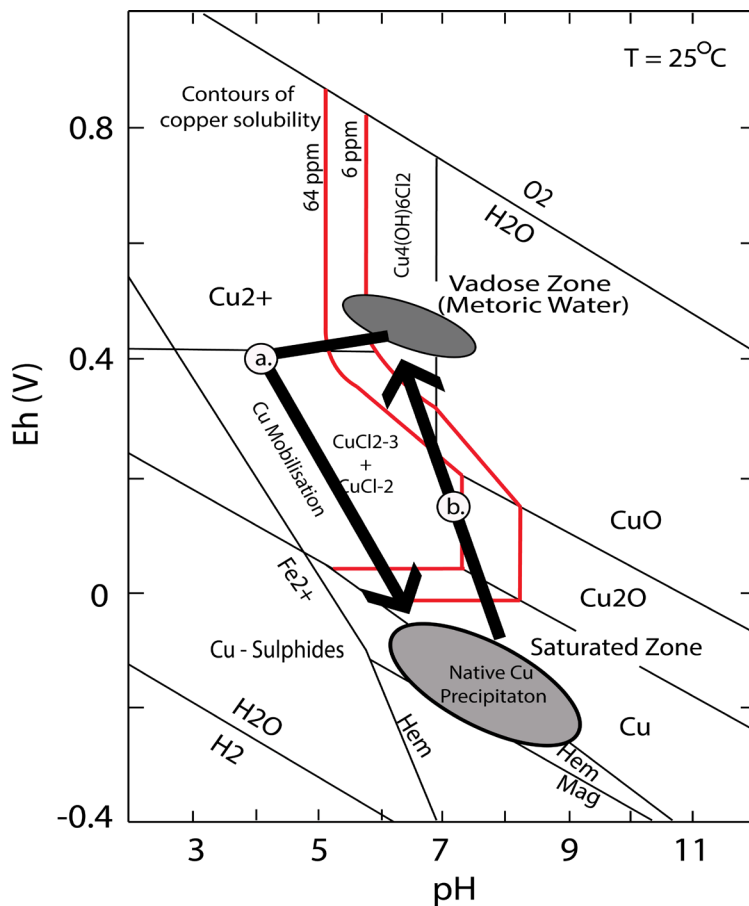 T = 25°C
Contours of
copper solubility
0.8
64 ppm
6 ppm
Cu4(OH)6Cl2
O2
H2O
Vadose Zone
(Metoric Water)
Cu2+
0.4
a.
Eh (V)
Cu Mobilisation
CuCl2-3
+
CuCl-2
b.
CuO
Cu2O
0
Fe2+
Saturated Zone
Cu - Sulphides
Native Cu
Precipitaton
Cu
H2O
H2
Hem
Hem
Mag
-0.4
3
5
7
9
11
pH